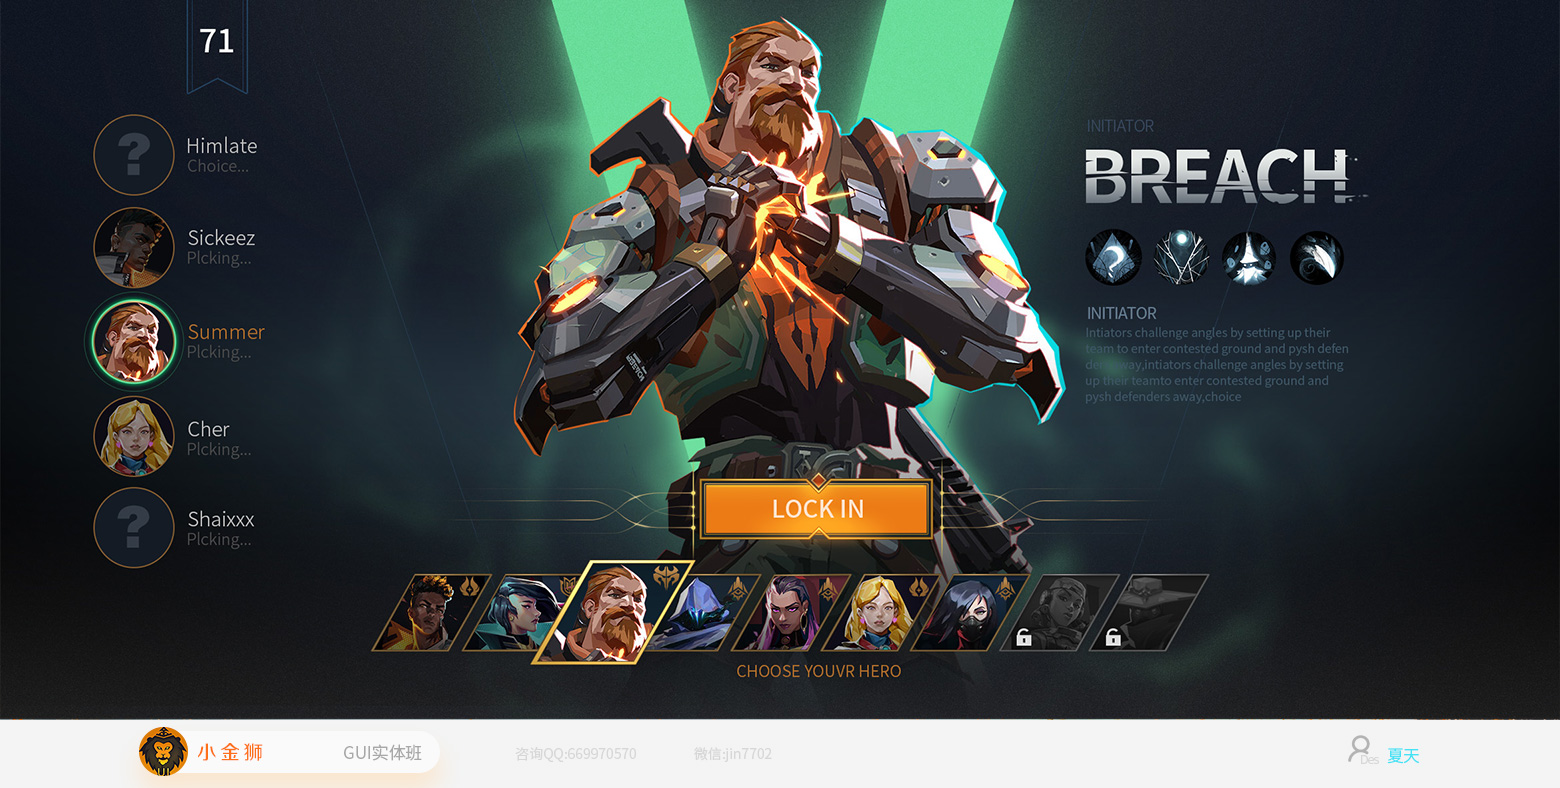 71
Himlate
Choice...
Sickeez
Plcking...
Summer
Plcking...
Cher
Plcking...
Shaixxx
Plcking...
INITIATOR
BREACH
INITIATOR
Intiators challenge angles by setting up their
team to enter contested ground and pysh defen
ders away,intiators challenge angles by setting
up their teamto enter contested ground and
pysh defenders away,choice
LOCK IN
CHOOSE YOUVR HERO
小金狮
GUI实体班
咨询QQ:669970570
微信:jin7702
Des
夏天